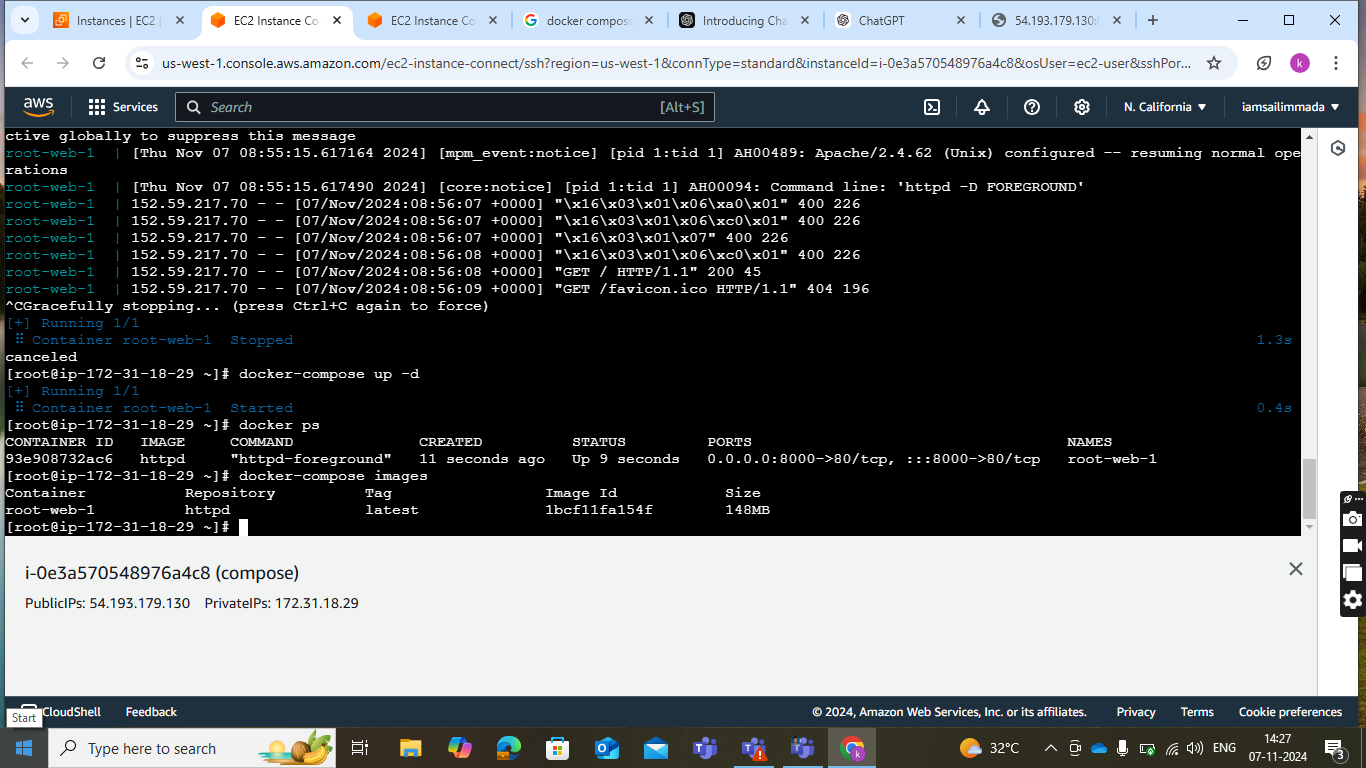 Instances | EC2 |
EC2 Instance Co
EC2 Instance Co
docker compose
Introducing Cha
ChatGPT
54.193.179.130:
us-west-1.console.aws.amazon.com/ec2-instance-connect/ssh?region=us-west-1&connType=standard&instanceId=i-0e3a570548976a4c8&osUser=ec2-user&sshPor...
k
aws
Services
Search
[Alt+S]
N. California
iamsailimmada
ctive globally to suppress this message
root-web-1  | [Thu Nov 07 08:55:15.617164 2024] [mpm_event:notice] [pid 1:tid 1] AH00489: Apache/2.4.62 (Unix) configured -- resuming normal ope
rations
root-web-1  | [Thu Nov 07 08:55:15.617490 2024] [core:notice] [pid 1:tid 1] AH00094: Command line: 'httpd -D FOREGROUND'
root-web-1  | 152.59.217.70 - - [07/Nov/2024:08:56:07 +0000] "\x16\x03\x01\x06\xa0\x01" 400 226
root-web-1  | 152.59.217.70 - - [07/Nov/2024:08:56:07 +0000] "\x16\x03\x01\x06\xc0\x01" 400 226
root-web-1  | 152.59.217.70 - - [07/Nov/2024:08:56:07 +0000] "\x16\x03\x01\x07" 400 226
root-web-1  | 152.59.217.70 - - [07/Nov/2024:08:56:08 +0000] "\x16\x03\x01\x06\xc0\x01" 400 226
root-web-1  | 152.59.217.70 - - [07/Nov/2024:08:56:08 +0000] "GET / HTTP/1.1" 200 45
root-web-1  | 152.59.217.70 - - [07/Nov/2024:08:56:09 +0000] "GET /favicon.ico HTTP/1.1" 404 196
^CGracefully stopping... (press Ctrl+C again to force)
[+] Running 1/1
⠿ Container root-web-1  Stopped 1.3s
canceled
[root@ip-172-31-18-29 ~]# docker-compose up -d
[+] Running 1/1
⠿ Container root-web-1  Started 0.4s
[root@ip-172-31-18-29 ~]# docker ps
CONTAINER ID   IMAGE     COMMAND              CREATED          STATUS         PORTS                                   NAMES
93e908732ac6   httpd     "httpd-foreground"   11 seconds ago   Up 9 seconds   0.0.0.0:8000->80/tcp, :::8000->80/tcp   root-web-1
[root@ip-172-31-18-29 ~]# docker-compose images
Container           Repository          Tag                 Image Id            Size
root-web-1          httpd               latest              1bcf11fa154f        148MB
[root@ip-172-31-18-29 ~]#
i-0e3a570548976a4c8 (compose)
PublicIPs: 54.193.179.130    PrivateIPs: 172.31.18.29
CloudShell
Feedback
© 2024, Amazon Web Services, Inc. or its affiliates.
Privacy
Terms
Cookie preferences
Start
Type here to search
k
32°C
ENG
14:27
07-11-2024
3